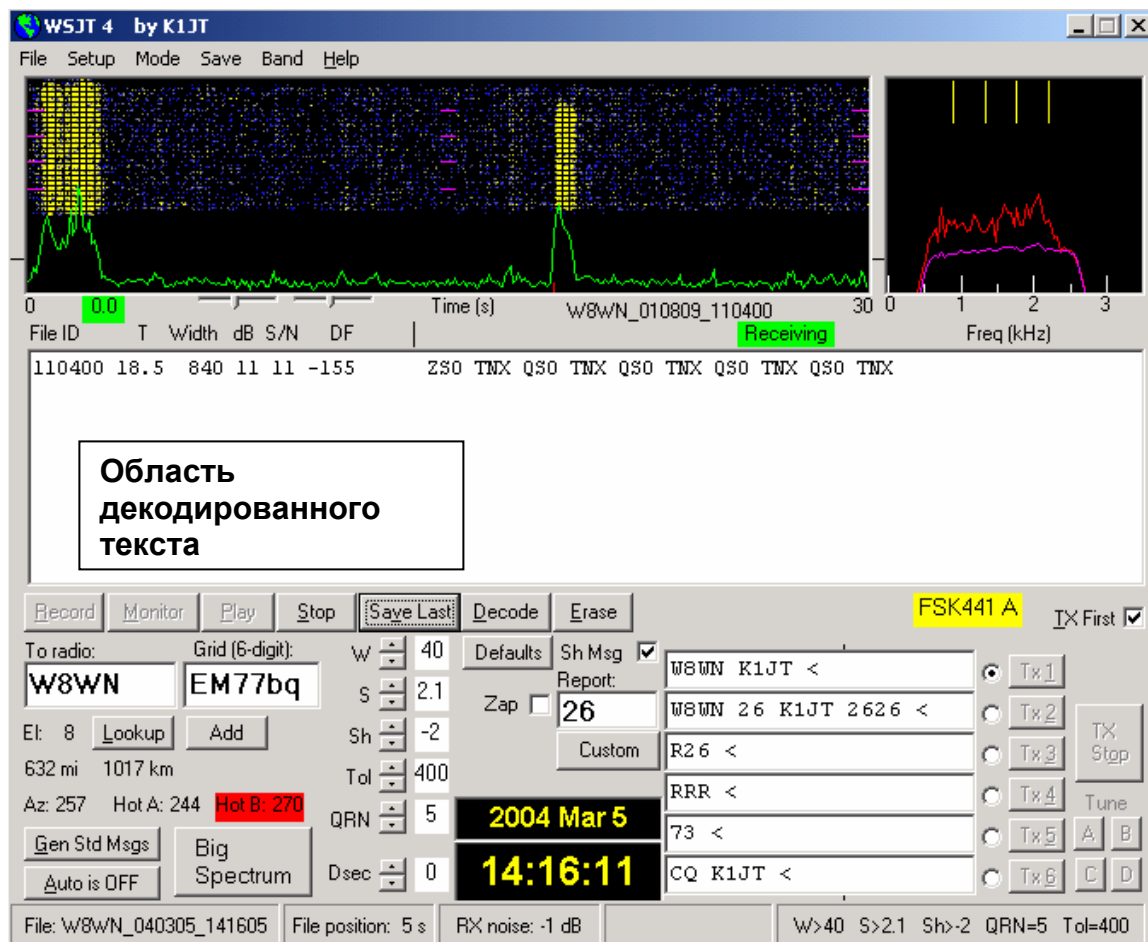 WSJT 4 by K1JT
File Setup Mode Save Band Help
0 0.0 Time (s) W8WN_010809_110400 30
0 1 2 3
File ID T Width dB S/N DF Receiving Freq (kHz)
110400 18.5 840 11 11 -155 ZSO TNX QSO TNX QSO TNX QSO TNX QSO TNX
Область
декодированного
текста
Record Monitor Play Stop Save Last Decode Erase FSK441 A TX First
To radio: Grid (6-digit): W 40 Defaults Sh Msg
W8WN EM77bq S 2.1 Zap Report: 26
El: 8 Lookup Add Sh -2 Custom
632 mi 1017 km Tol 400
Az: 257 Hot A: 244 Hot B: 270 QRN 5 2004 Mar 5
Gen Std Msgs Big Spectrum
Auto is OFF Dsec 0 14:16:11
W8WN K1JT < Tx1
W8WN 26 K1JT 2626 < Tx2
R26 < Tx3
RRR < Tx4
73 < Tx5
CQ K1JT < Tx6
TX Stop
Tune
A B
C D
File: W8WN_040305_141605 File position: 5 s RX noise: -1 dB W>40 S>2.1 Sh>-2 QRN=5 Tol=400